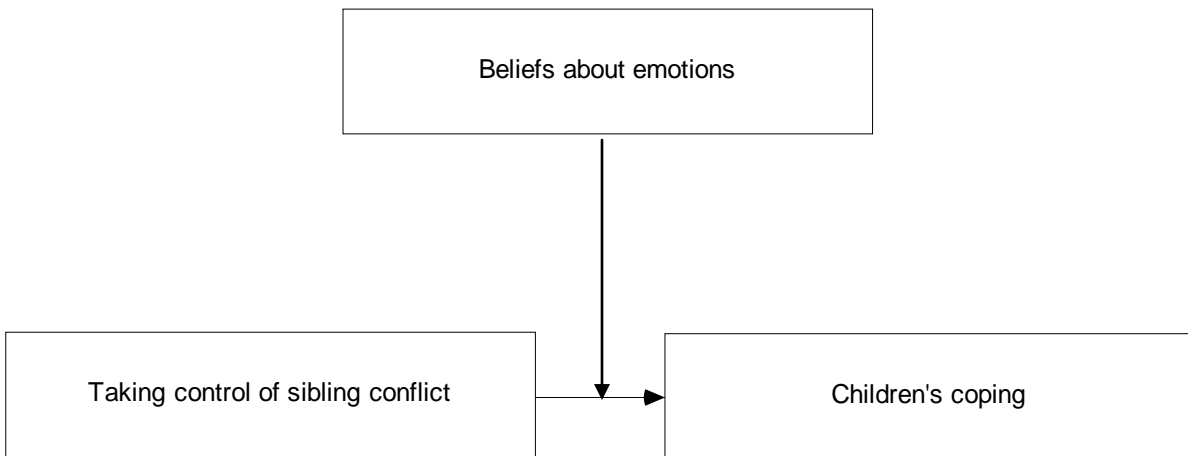 Beliefs about emotions
Taking control of sibling conflict
Children's coping